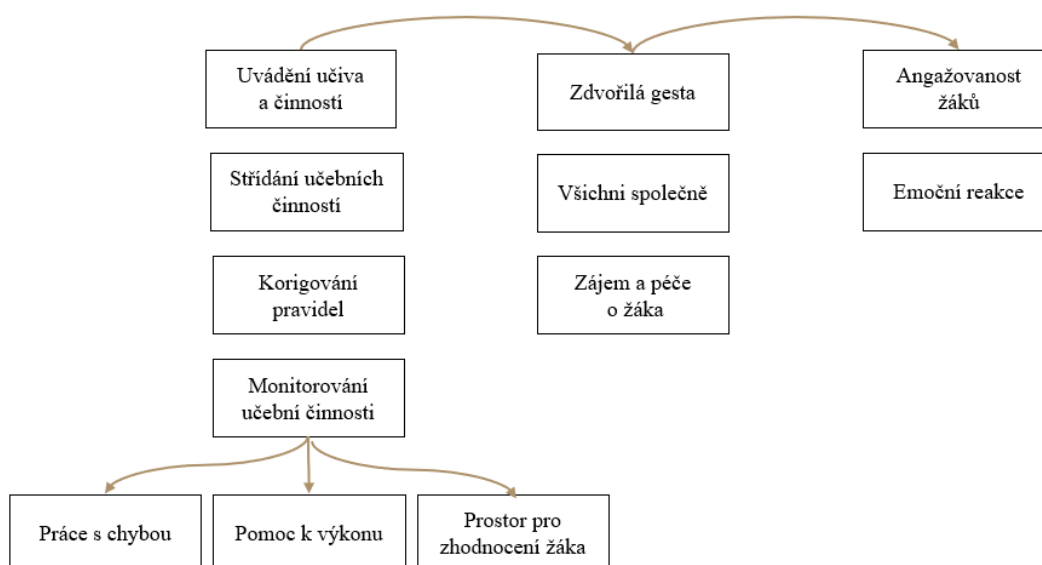 Uvádění učiva
a činností
Zdvořilá gesta
Angažovanost
žáků
Střídání učebních
činností
Všichni společně
Emoční reakce
Korigování
pravidel
Zájem a péče
o žáka
Monitorování
učební činnosti
Práce s chybou
Pomoc k výkonu
Prostor pro
zhodnocení žáka